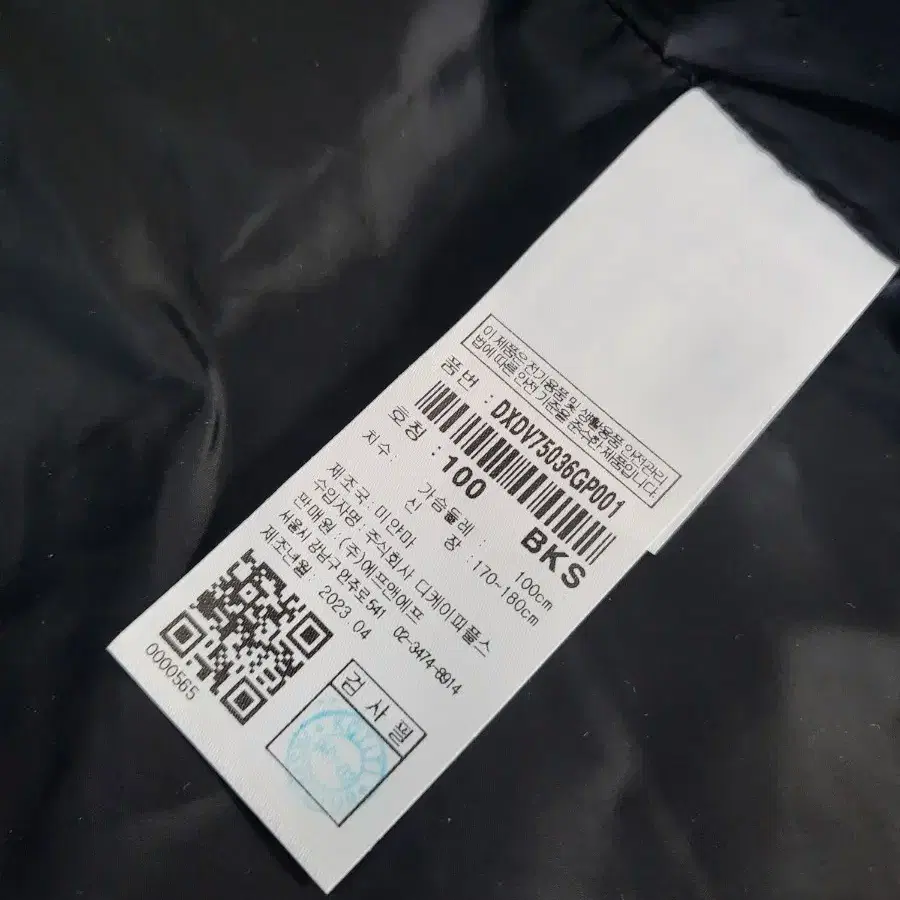 이 제품은 전기용품 및 생활용품 안전관리
법에 따른 안전 기준을 준수한 제품입니다.
품번 : DXDV75036GP001
호칭 : 100 BKS
치수: 가슴둘레 : 100cm
신장 : 170~180cm
제조국 : 미얀마
수입자명 : 주식회사 디케이피플스
판매원 : (주)에프앤에프
서울시 강남구 언주로 541 02-3474-8914
제조년월 : 2023.04
0000565
검사필